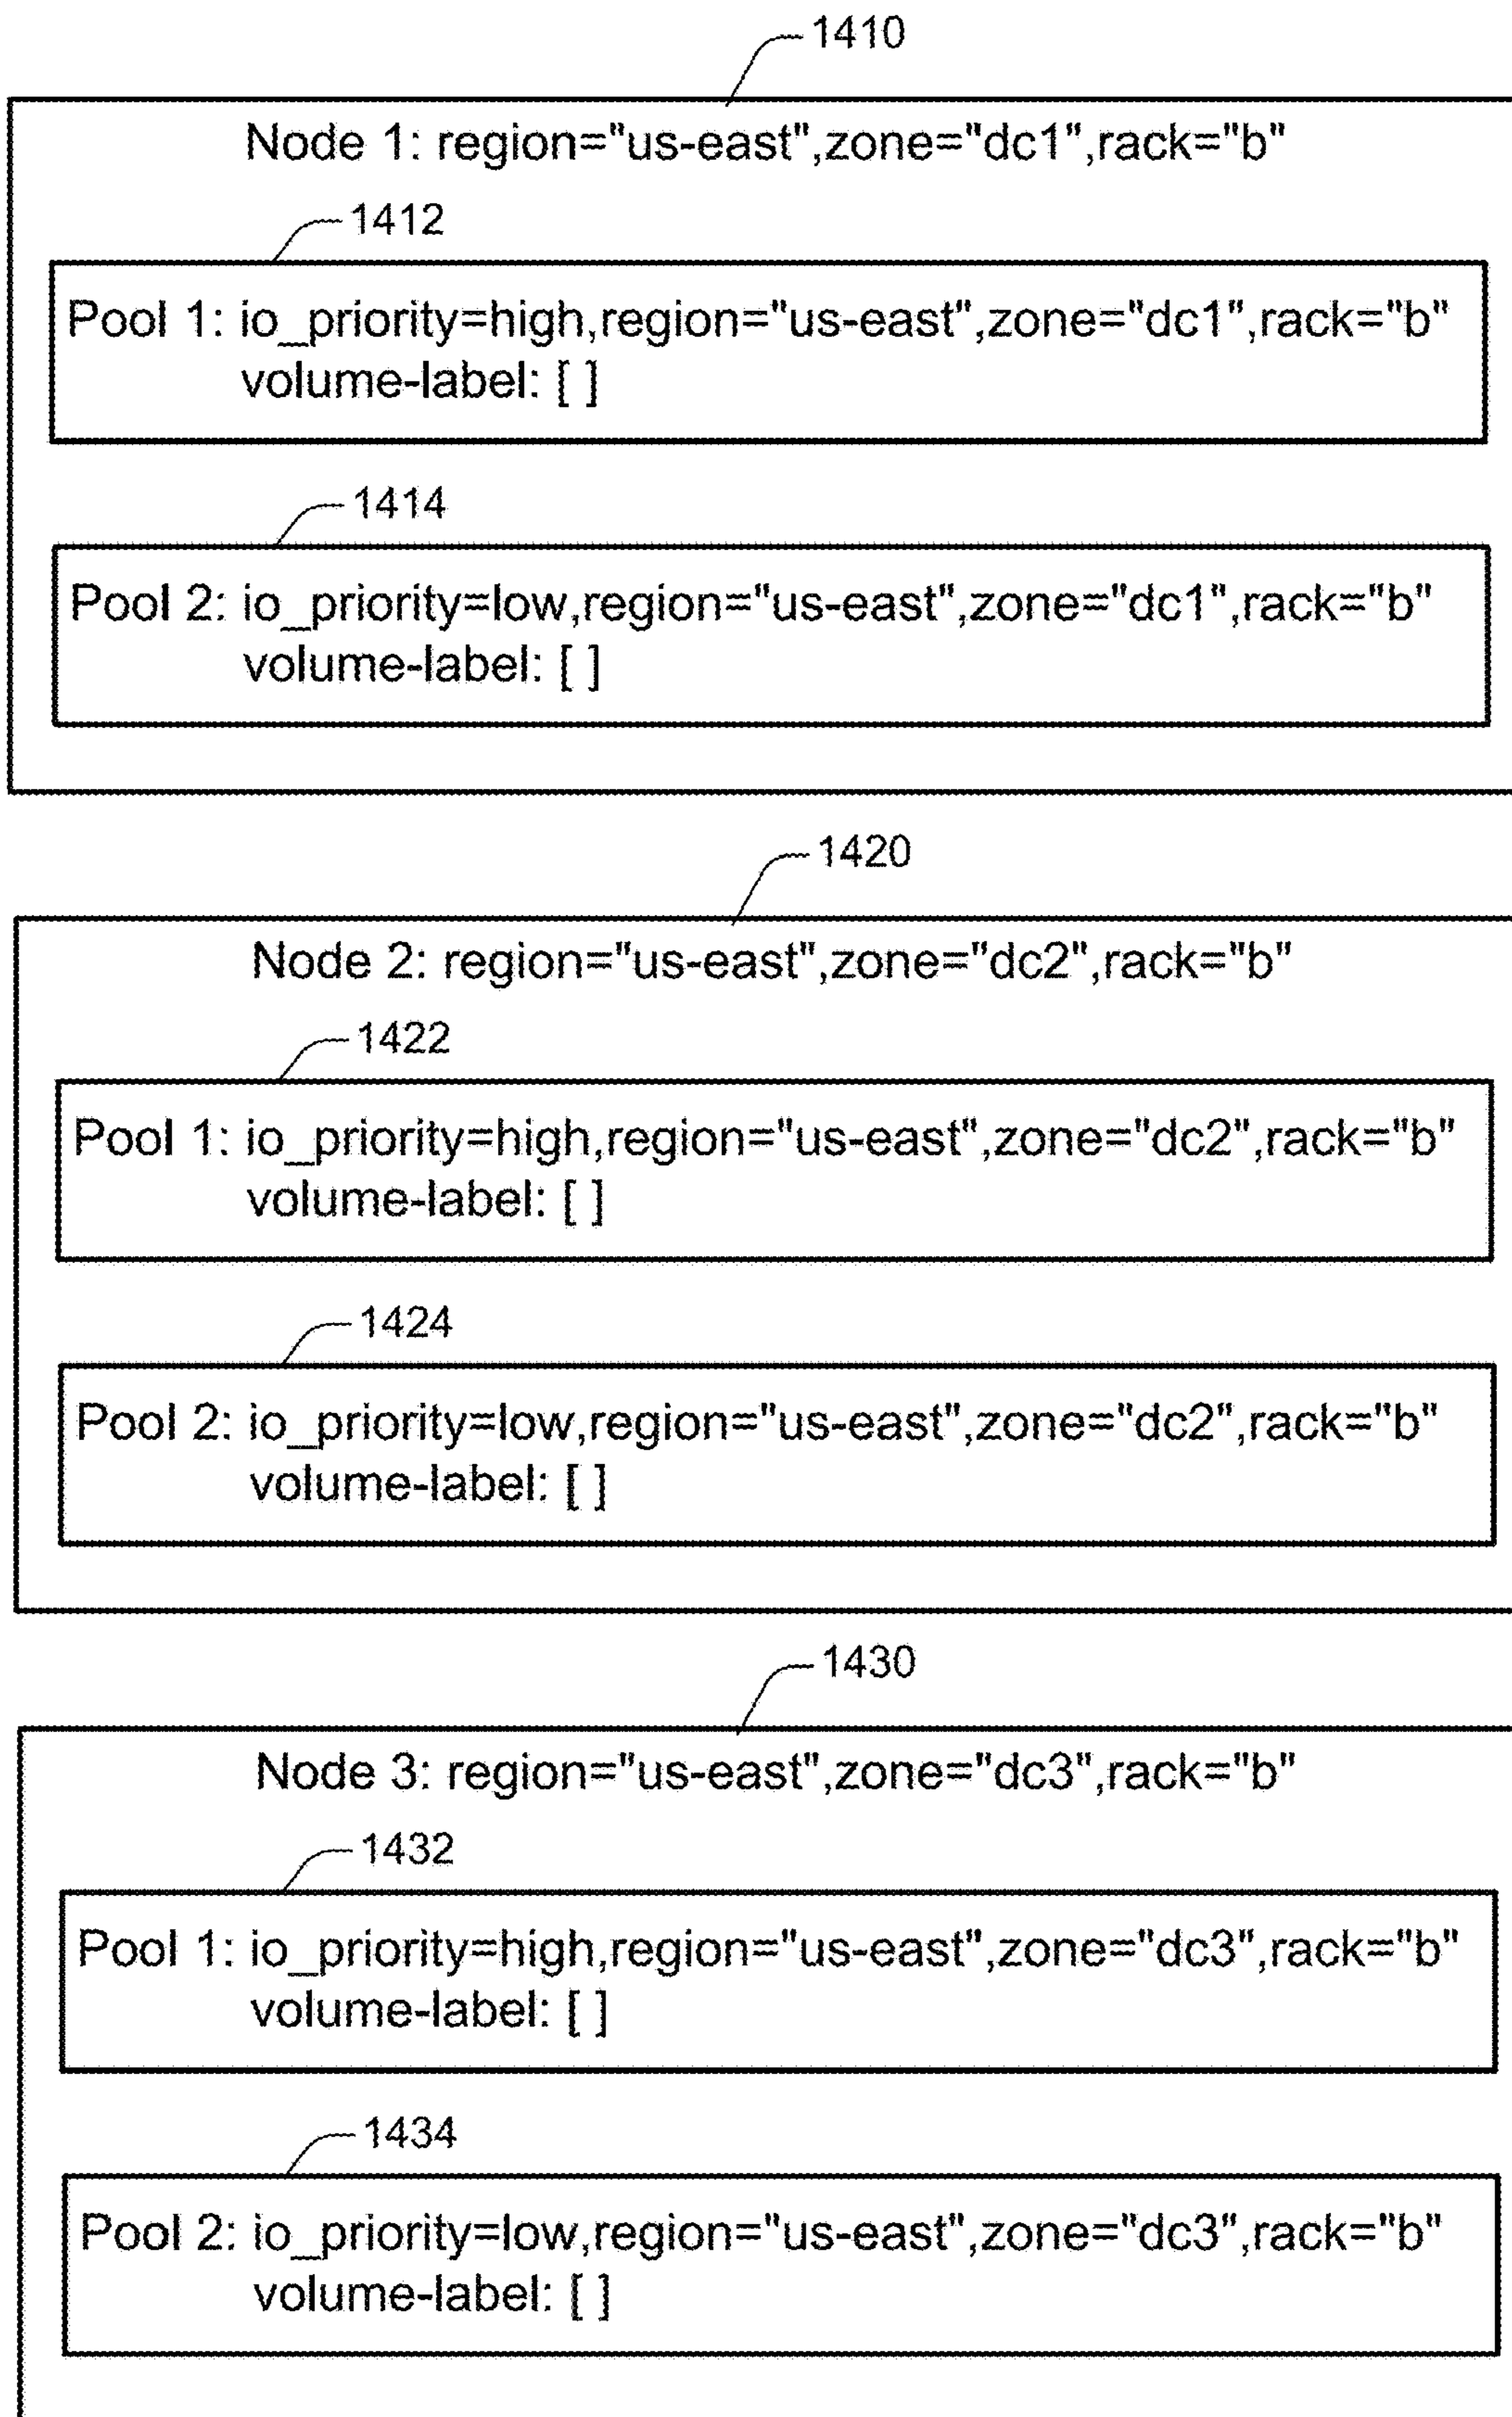 1410
Node 1: region="us-east",zone="dc1",rack="b"
1412
Pool 1: io_priority=high,region="us-east",zone="dc1",rack="b"
volume-label: [ ]
1414
Pool 2: io_priority=low,region="us-east",zone="dc1",rack="b"
volume-label: [ ]
1420
Node 2: region="us-east",zone="dc2",rack="b"
1422
Pool 1: io_priority=high,region="us-east",zone="dc2",rack="b"
volume-label: [ ]
1424
Pool 2: io_priority=low,region="us-east",zone="dc2",rack="b"
volume-label: [ ]
1430
Node 3: region="us-east",zone="dc3",rack="b"
1432
Pool 1: io_priority=high,region="us-east",zone="dc3",rack="b"
volume-label: [ ]
1434
Pool 2: io_priority=low,region="us-east",zone="dc3",rack="b"
volume-label: [ ]